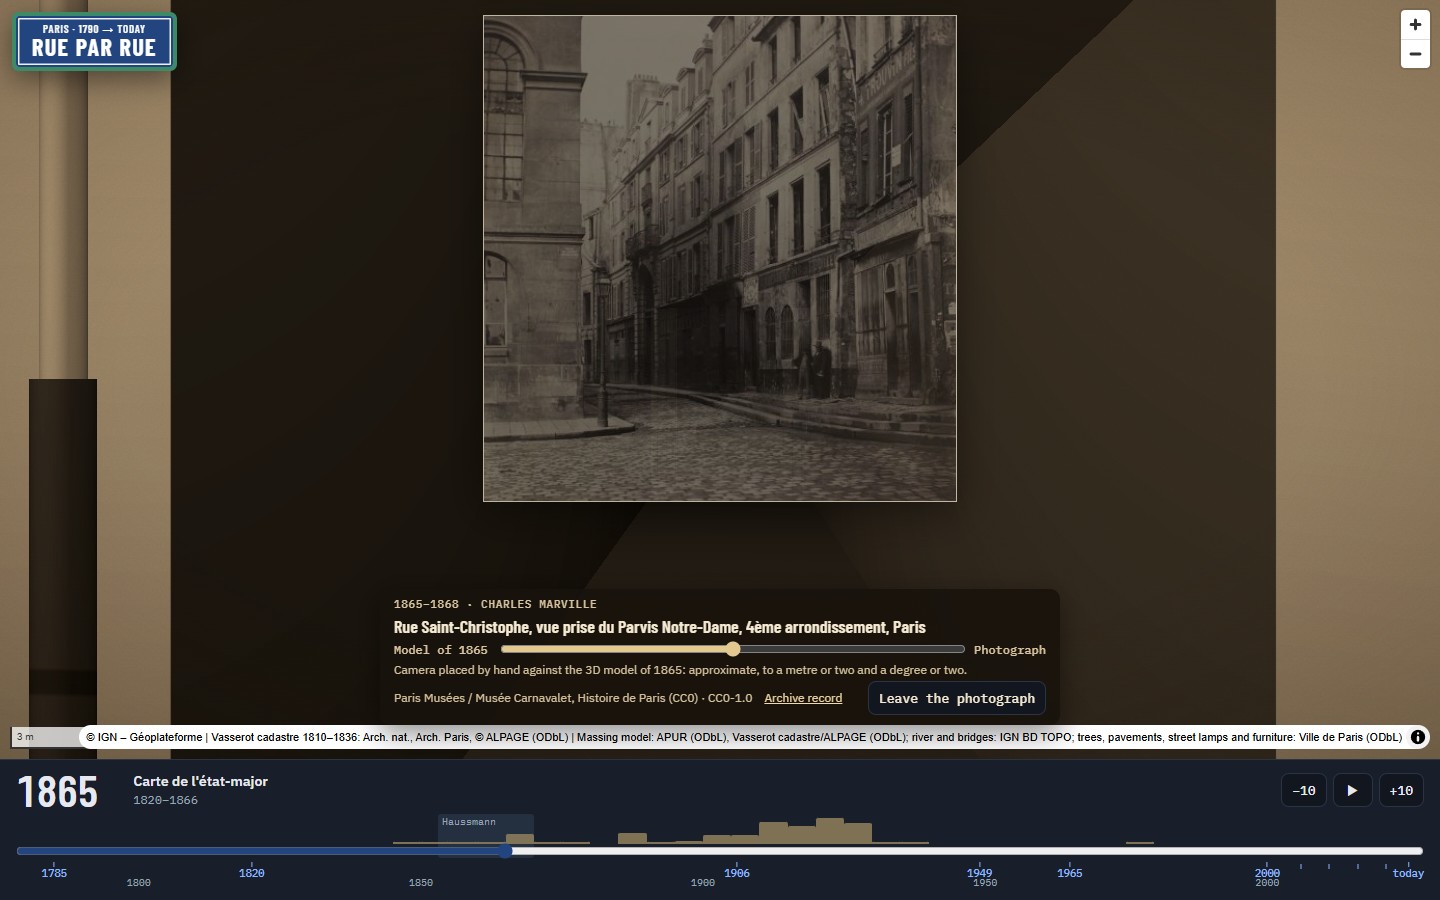 PARIS · 1790 → TODAY
RUE PAR RUE
+
−
1865–1868 · CHARLES MARVILLE
Rue Saint-Christophe, vue prise du Parvis Notre-Dame, 4ème arrondissement, Paris
Model of 1865 Photograph
Camera placed by hand against the 3D model of 1865: approximate, to a metre or two and a degree or two.
Paris Musées / Musée Carnavalet, Histoire de Paris (CC0) · CC0-1.0 Archive record Leave the photograph
3 m © IGN – Géoplateforme | Vasserot cadastre 1810–1836: Arch. nat., Arch. Paris, © ALPAGE (ODbL) | Massing model: APUR (ODbL), Vasserot cadastre/ALPAGE (ODbL); river and bridges: IGN BD TOPO; trees, pavements, street lamps and furniture: Ville de Paris (ODbL)
1865 Carte de l'état-major
1820–1866
−10 +10
Haussmann
1785 1820 1906 1949 1965 2000 today
1800 1850 1900 1950 2000